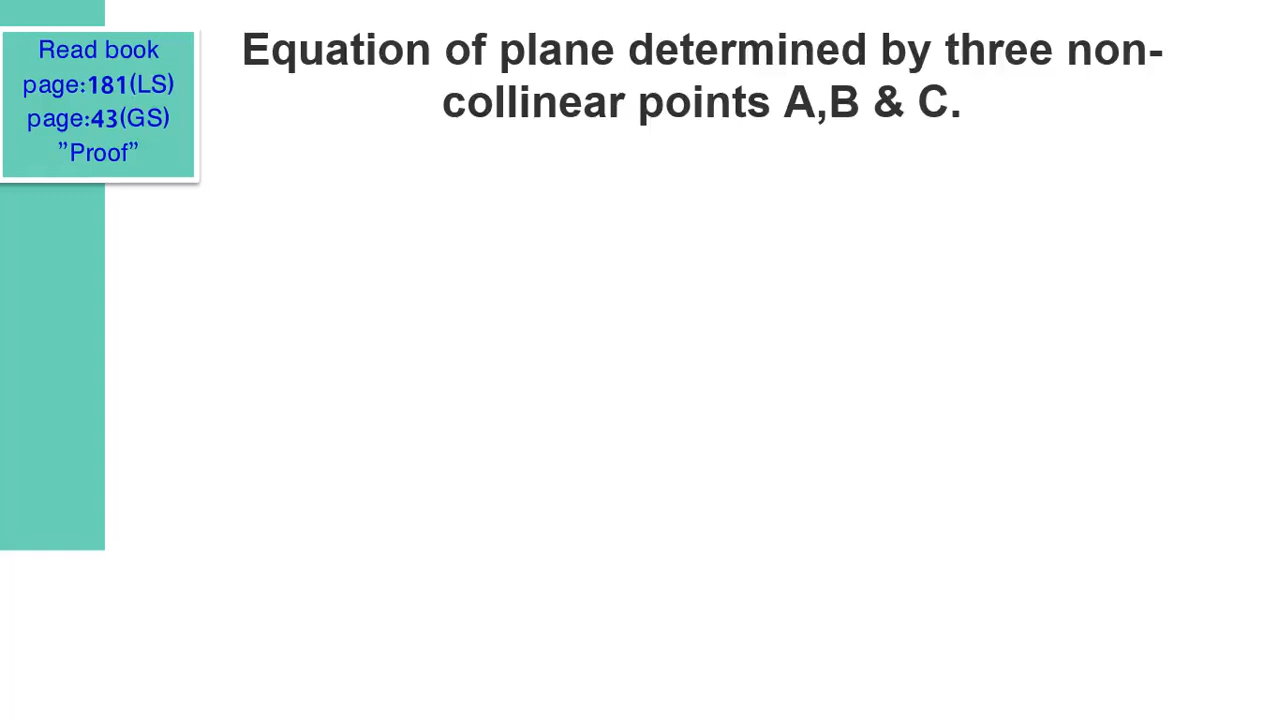 Read book
page:181(LS)
page:43(GS)
”Proof”
Equation of plane determined by three non-
collinear points A,B & C.